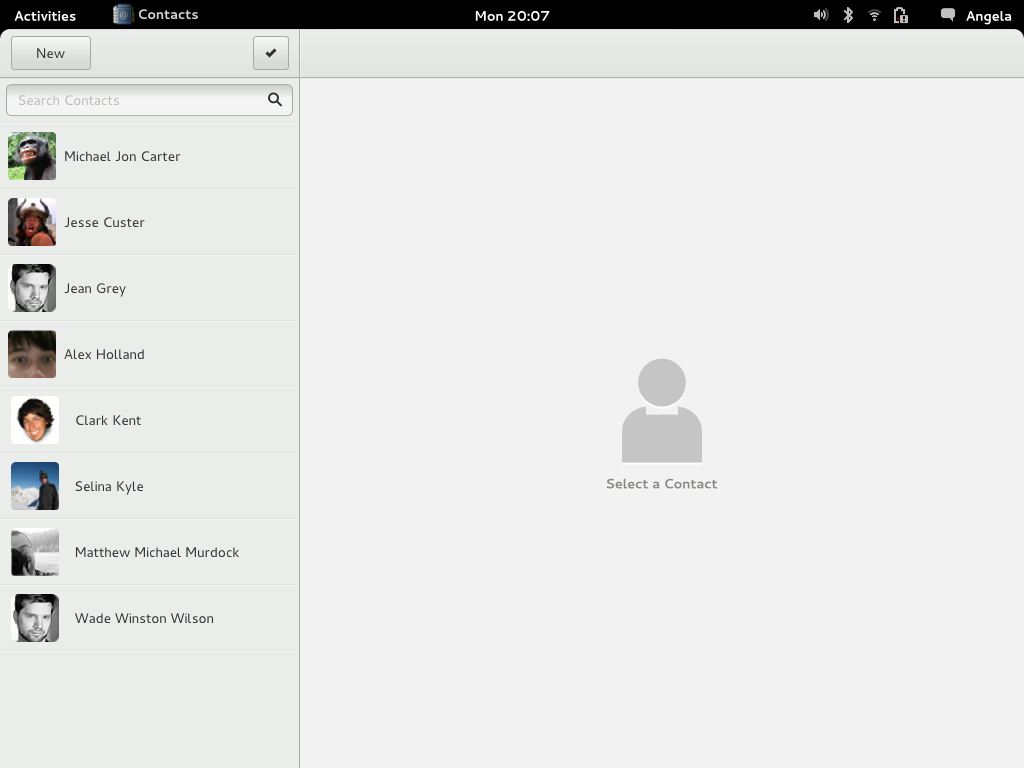 Activities Contacts Mon 20:07 Angela
New
Search Contacts
Michael Jon Carter
Jesse Custer
Jean Grey
Alex Holland
Clark Kent
Selina Kyle
Matthew Michael Murdock
Wade Winston Wilson
Select a Contact